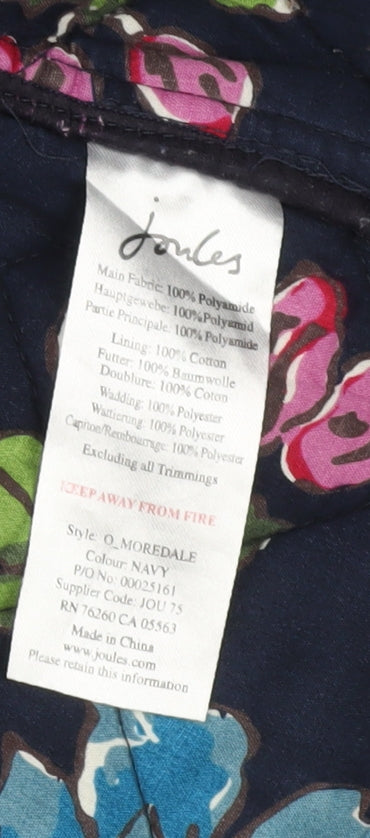 joules
Main Fabric: 100% Polyamide
Hauptgewebe: 100%Polyamid
Partie Principale: 100% Polyamide
Lining: 100% Cotton
Futter: 100% Baumwolle
Doublure: 100% Coton
Wadding: 100% Polyester
Wattierung: 100% Polyester
Capiton/Rembourrage: 100% Polyester
Excluding all Trimmings
KEEP AWAY FROM FIRE
Style: O_MOREDALE
Colour: NAVY
P/O No: 00025161
Supplier Code: JOU 75
RN 76260 CA 05563
Made in China
www.joules.com
Please retain this information